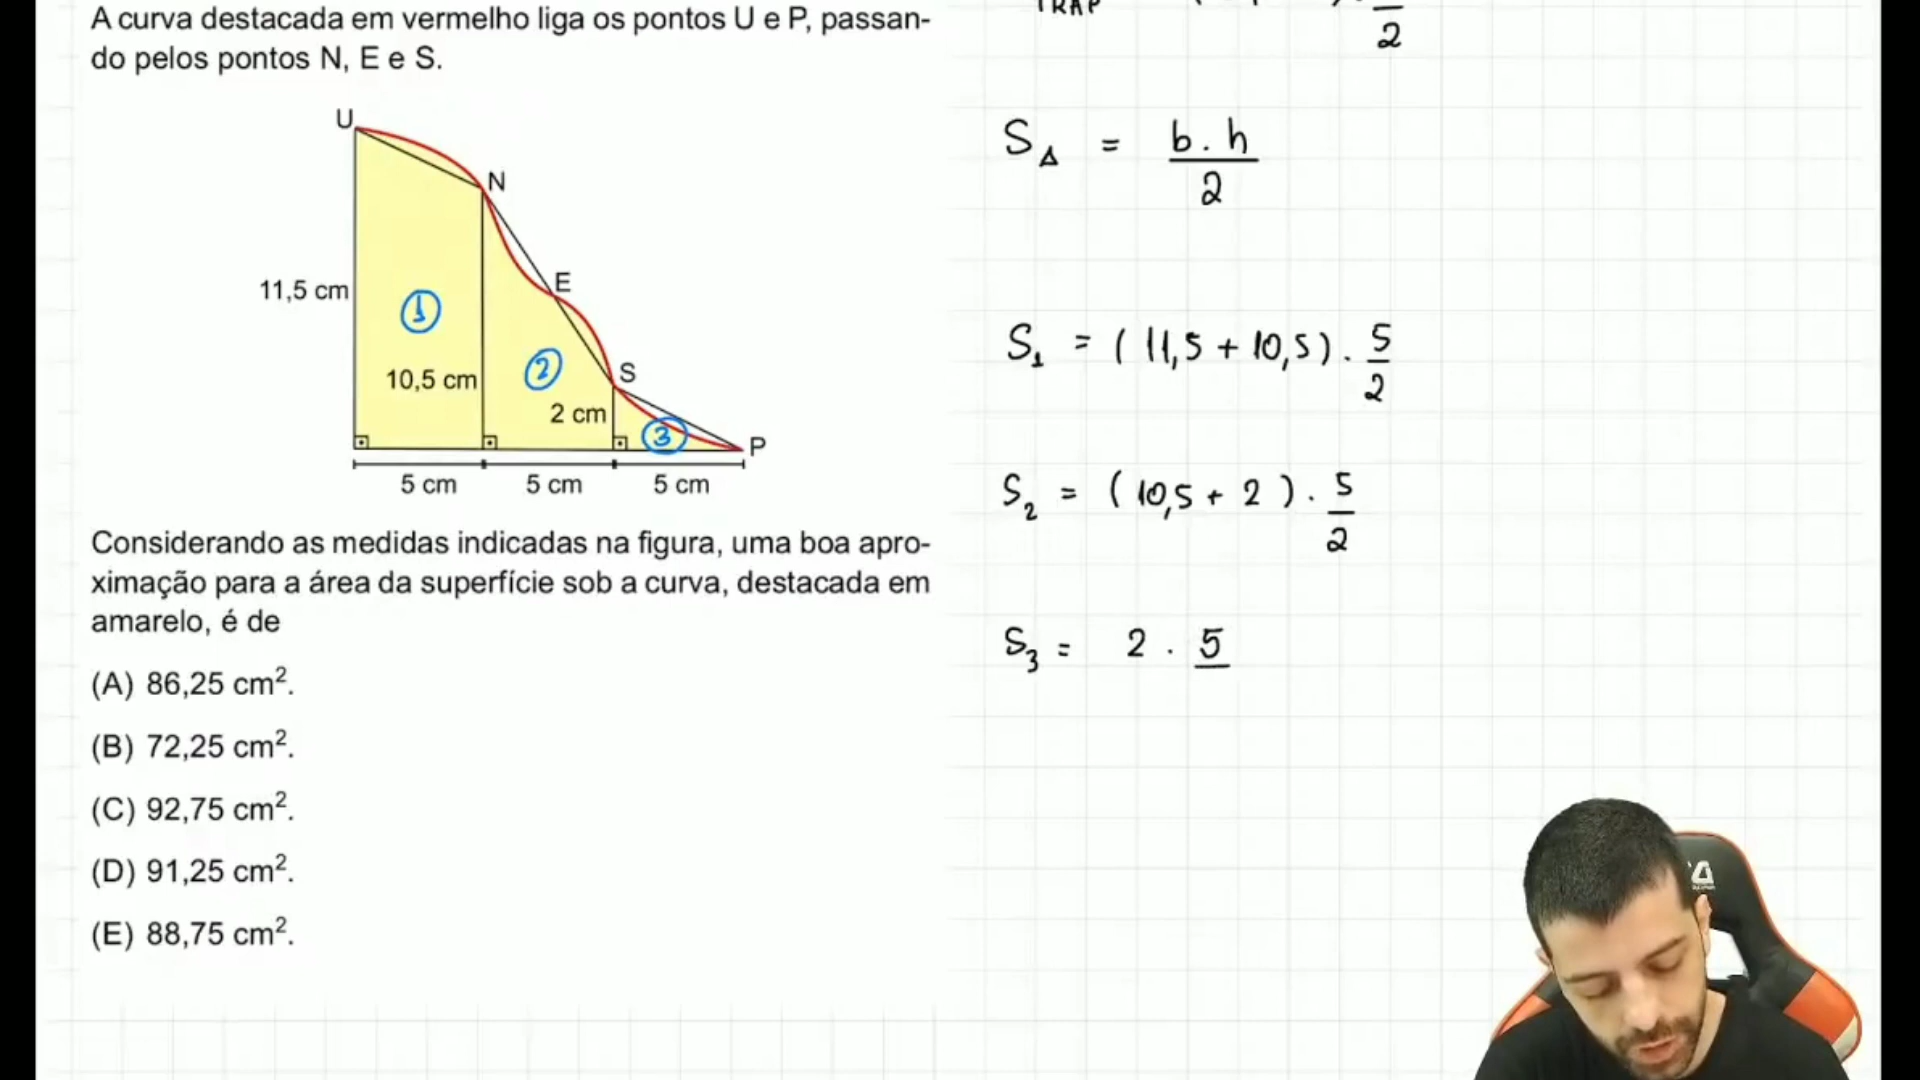 A curva destacada em vermelho liga os pontos U e P, passan-
do pelos pontos N, E e S.
U
N
E
11,5 cm
1
10,5 cm
2
S
2 cm
3
P
5 cm 5 cm 5 cm
Considerando as medidas indicadas na figura, uma boa apro-
ximação para a área da superfície sob a curva, destacada em
amarelo, é de
(A) 86,25 cm².
(B) 72,25 cm².
(C) 92,75 cm².
(D) 91,25 cm².
(E) 88,75 cm².
2
S△ = b . h / 2
S₁ = ( 11,5 + 10,5 ) . 5 / 2
S₂ = ( 10,5 + 2 ) . 5 / 2
S₃ = 2 . 5